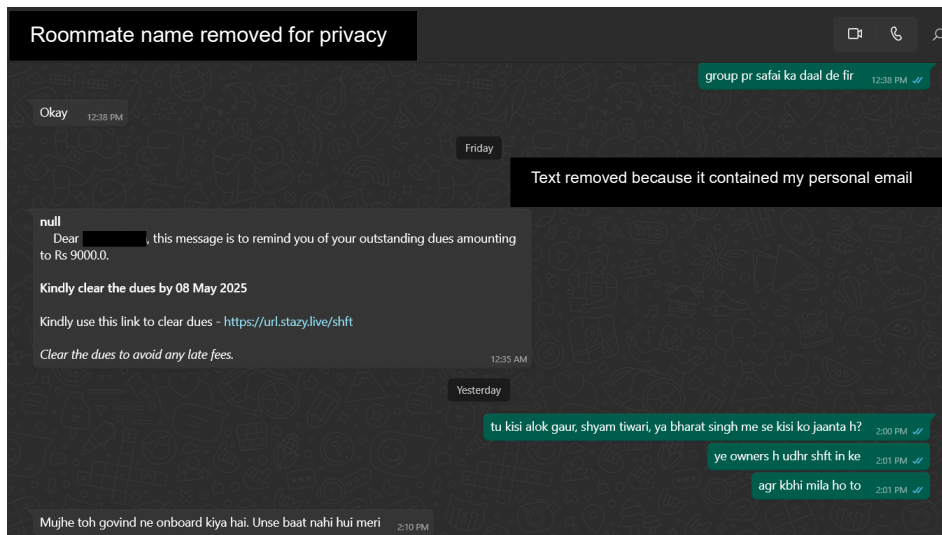 Roommate name removed for privacy
group pr safai ka daal de fir 12:38 PM
Okay 12:38 PM
Friday
Text removed because it contained my personal email
null
Dear , this message is to remind you of your outstanding dues amounting
to Rs 9000.0.
Kindly clear the dues by 08 May 2025
Kindly use this link to clear dues - https://url.stazy.live/shft
Clear the dues to avoid any late fees. 12:35 AM
Yesterday
tu kisi alok gaur, shyam tiwari, ya bharat singh me se kisi ko jaanta h? 2:00 PM
ye owners h udhr shft in ke 2:01 PM
agr kbhi mila ho to 2:01 PM
Mujhe toh govind ne onboard kiya hai. Unse baat nahi hui meri 2:10 PM